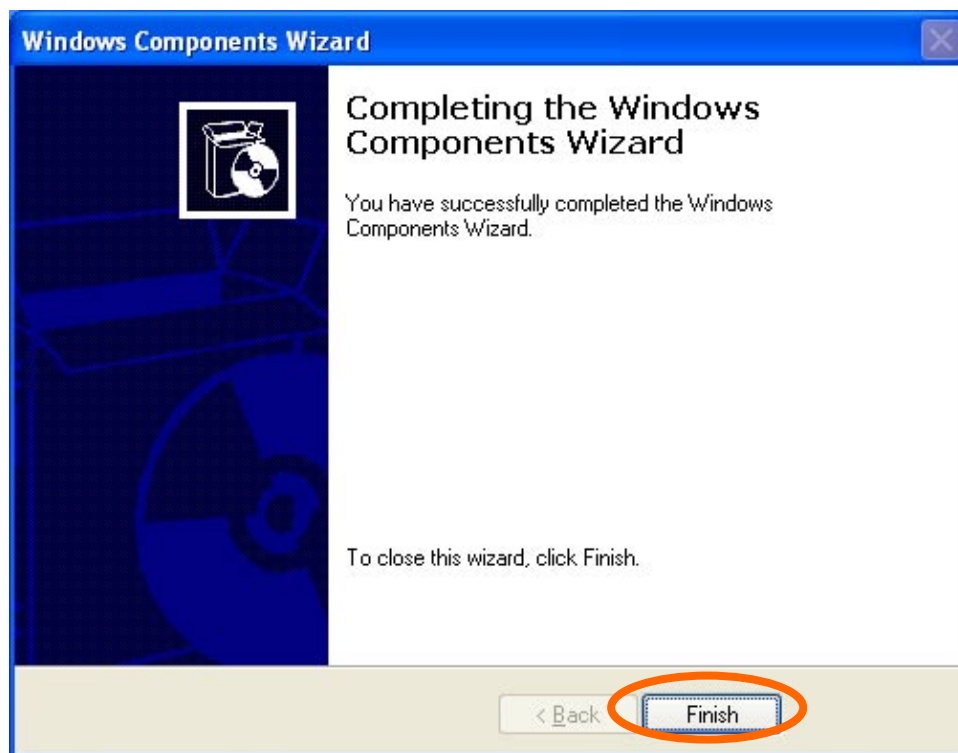 Windows Components Wizard
Completing the Windows
Components Wizard
You have successfully completed the Windows
Components Wizard.
To close this wizard, click Finish.
< Back
Finish